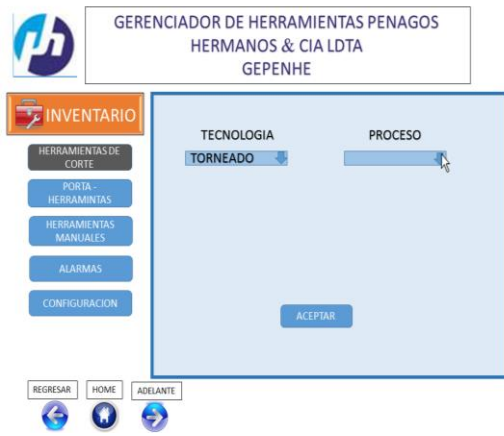 GERENCIADOR DE HERRAMIENTAS PENAGOS
HERMANOS & CIA LDTA
GEPENHE
INVENTARIO
HERRAMIENTAS DE
CORTE
PORTA -
HERRAMINTAS
HERRAMIENTAS
MANUALES
ALARMAS
CONFIGURACION
TECNOLOGIA
PROCESO
TORNEADO
ACEPTAR
REGRESAR
HOME
ADELANTE